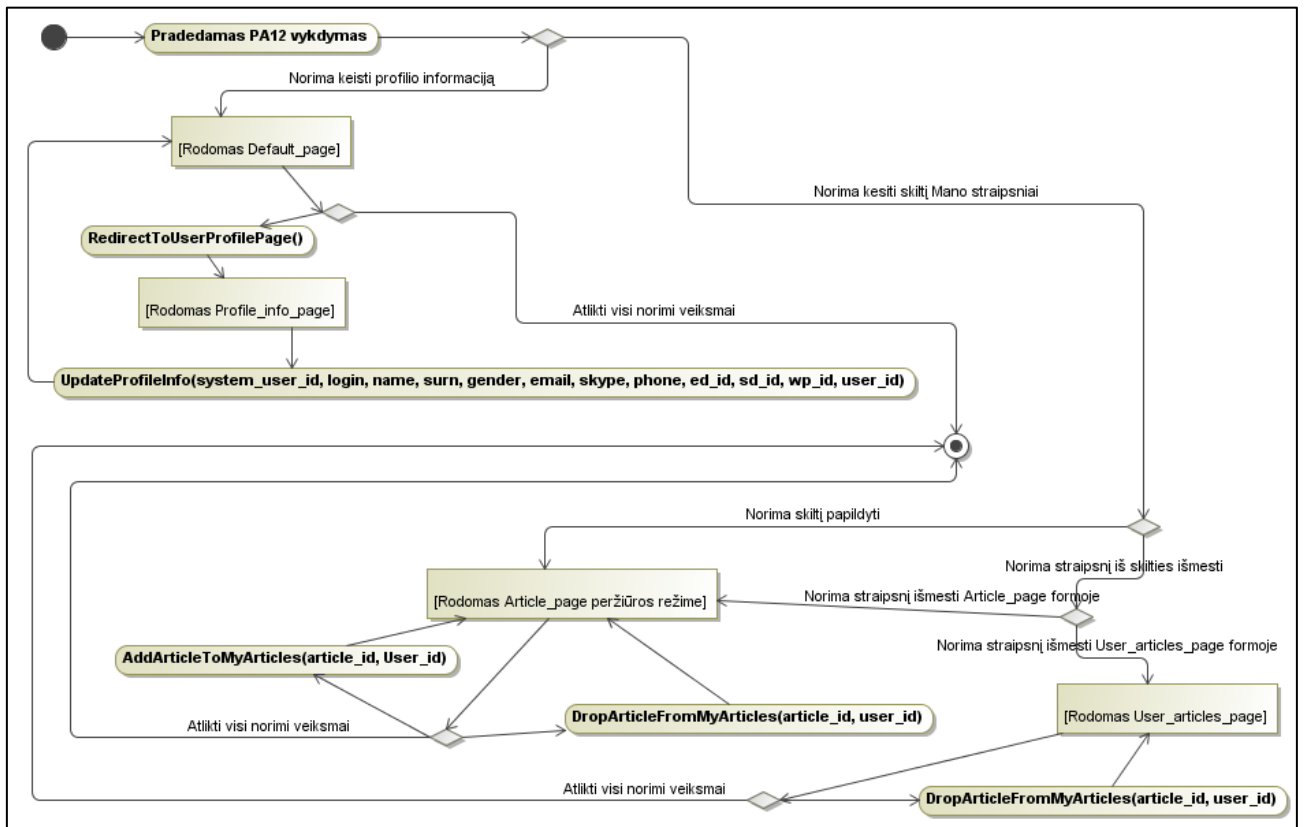 Pradedamas PA12 vykdymas
Norima keisti profilio informaciją
[Rodomas Default_page]
Norima kesiti skiltį Mano straipsniai
RedirectToUserProfilePage()
[Rodomas Profile_info_page]
Atlikti visi norimi veiksmai
UpdateProfileInfo(system_user_id, login, name, surn, gender, email, skype, phone, ed_id, sd_id, wp_id, user_id)
Norima skiltį papildyti
Norima straipsnį iš skilties išmesti
[Rodomas Article_page peržiūros režime]
Norima straipsnį išmesti Article_page formoje
Norima straipsnį išmesti User_articles_page formoje
AddArticleToMyArticles(article_id, User_id)
DropArticleFromMyArticles(article_id, user_id)
[Rodomas User_articles_page]
Atlikti visi norimi veiksmai
Atlikti visi norimi veiksmai
DropArticleFromMyArticles(article_id, user_id)